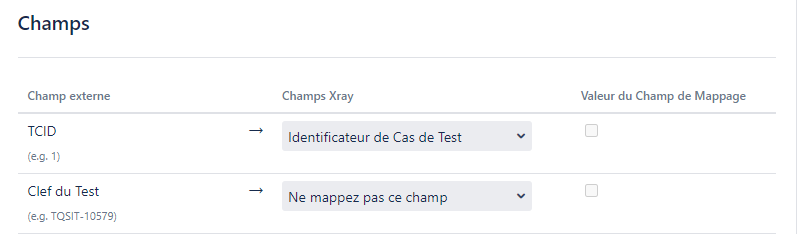 Champs
Champ externe Champs Xray Valeur du Champ de Mappage
TCID → Identificateur de Cas de Test
(e.g. 1)
Clef du Test → Ne mappez pas ce champ
(e.g. TQSIT-10579)